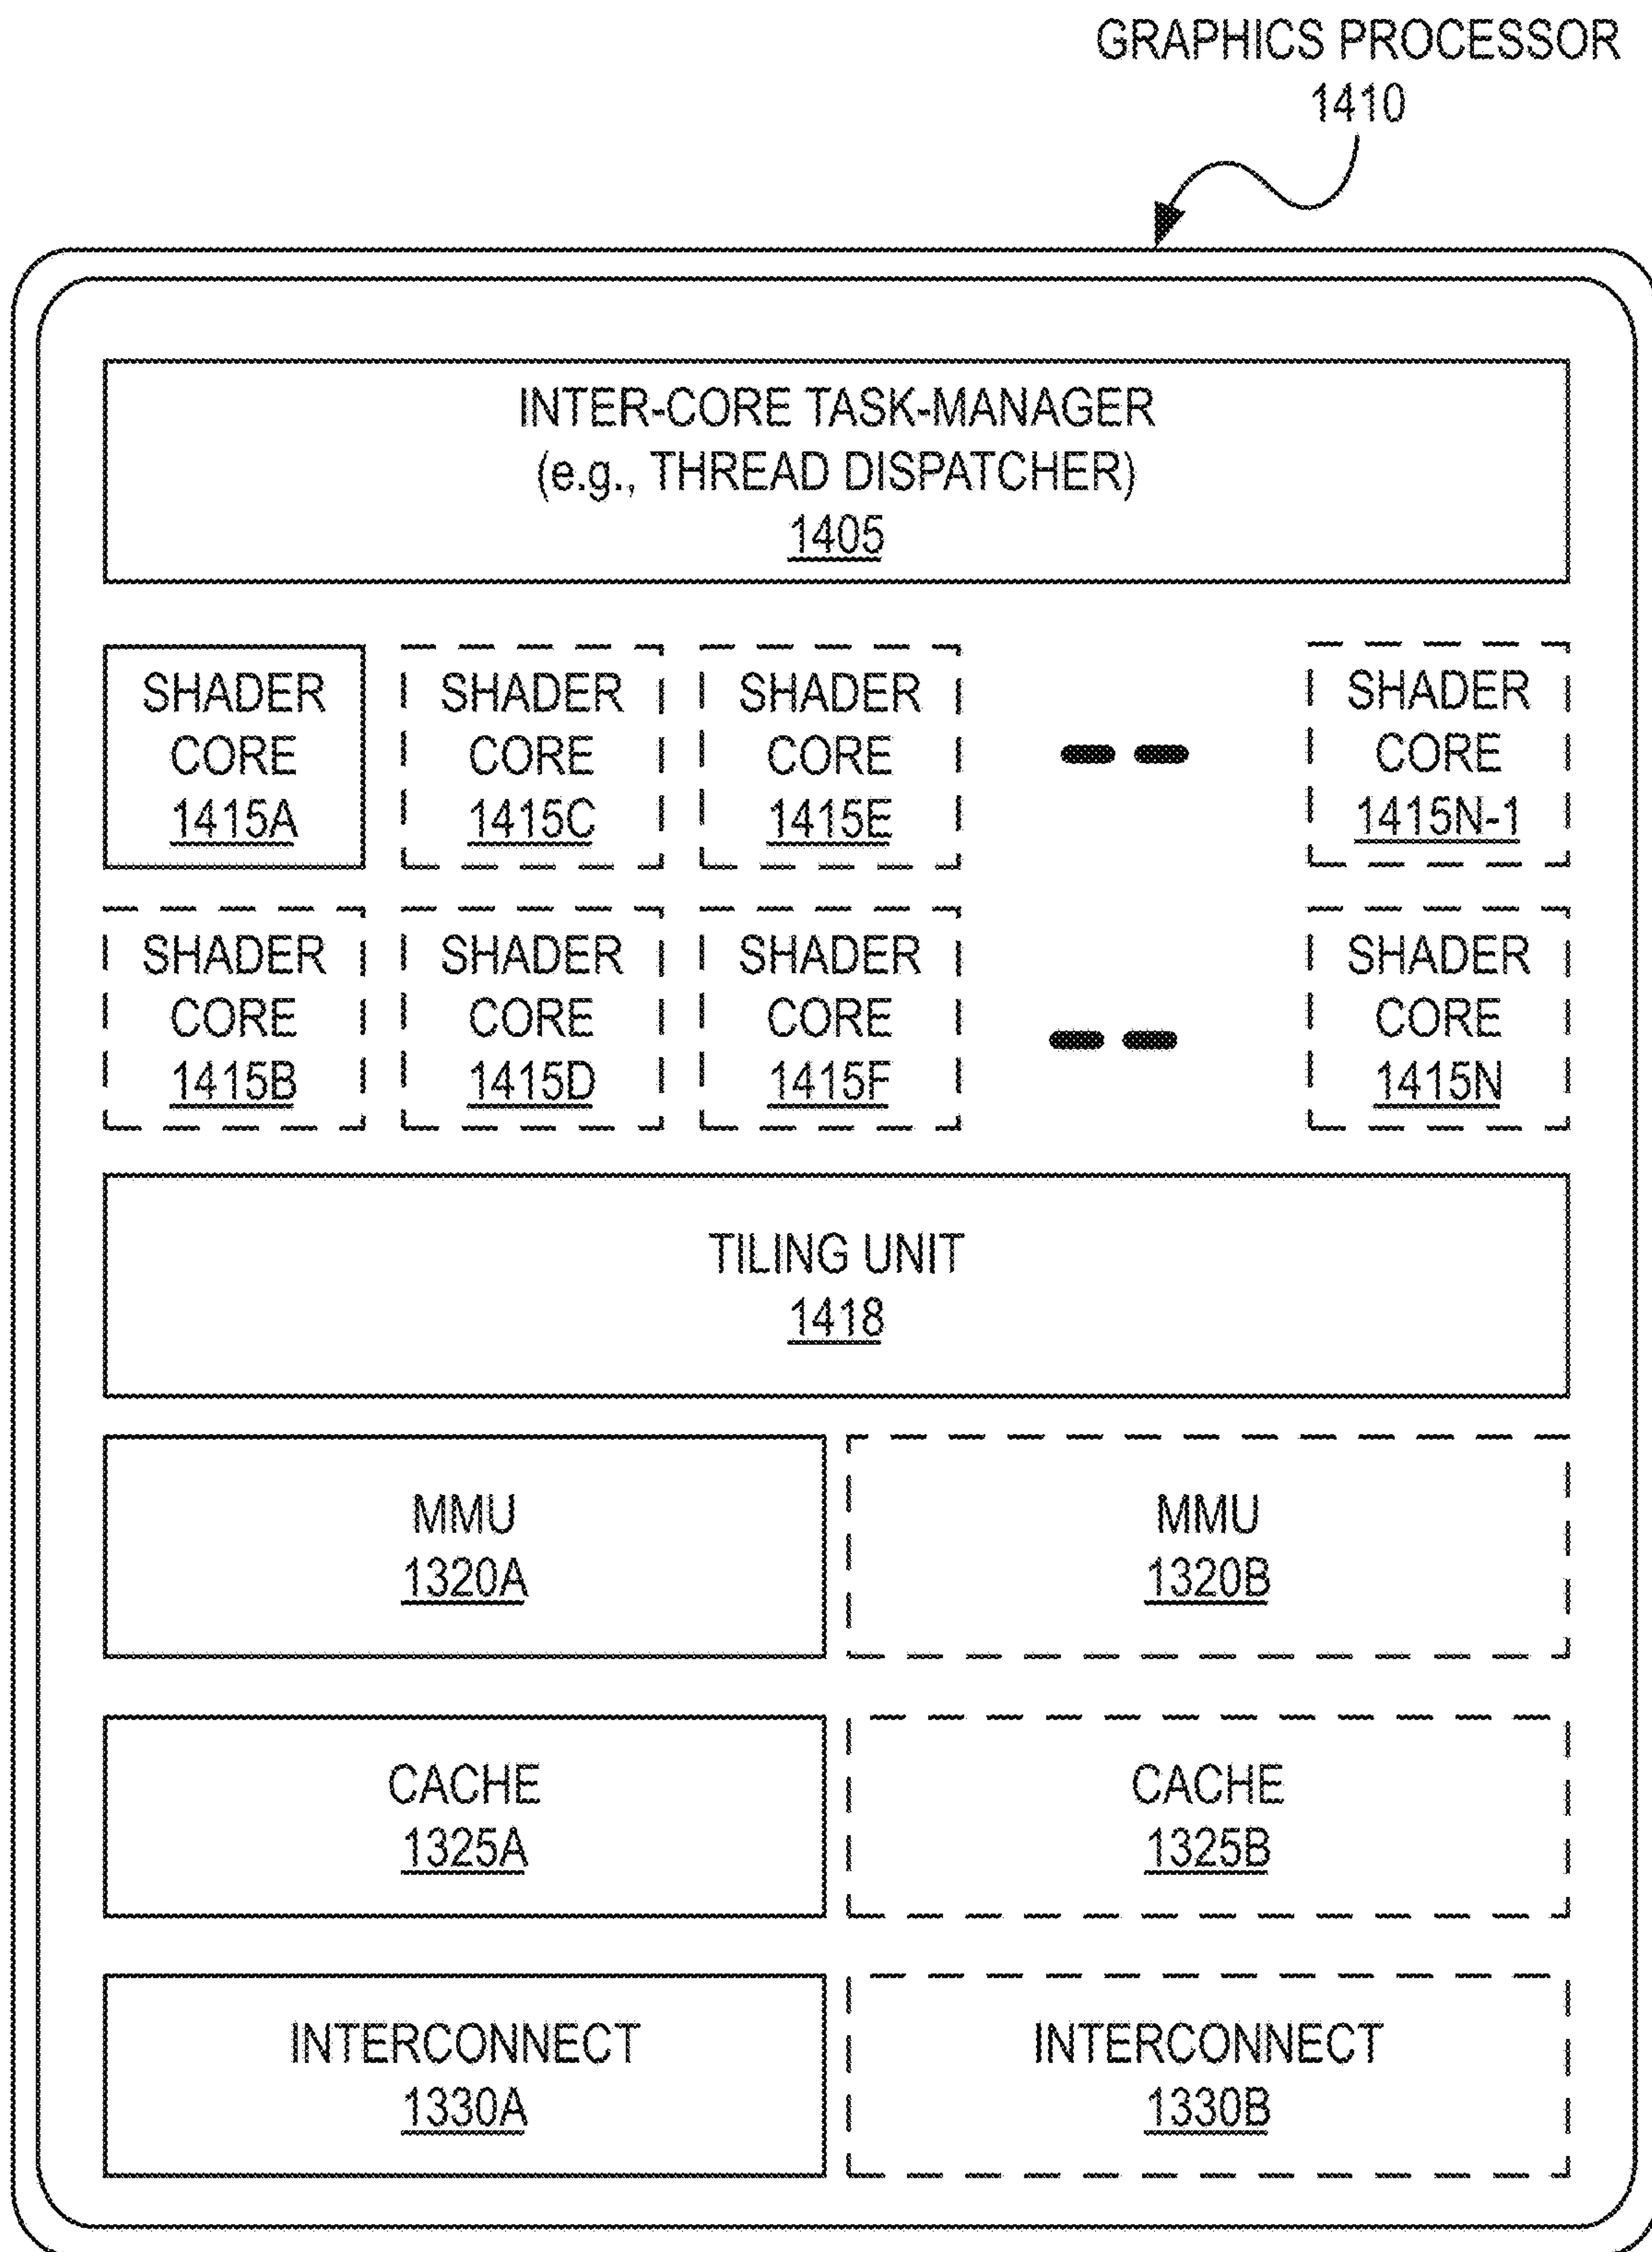 GRAPHICS PROCESSOR
1410
INTER-CORE TASK-MANAGER
(e.g., THREAD DISPATCHER)
1405
SHADER
CORE
1415A
SHADER
CORE
1415C
SHADER
CORE
1415E
SHADER
CORE
1415N-1
SHADER
CORE
1415B
SHADER
CORE
1415D
SHADER
CORE
1415F
SHADER
CORE
1415N
TILING UNIT
1418
MMU
1320A
MMU
1320B
CACHE
1325A
CACHE
1325B
INTERCONNECT
1330A
INTERCONNECT
1330B